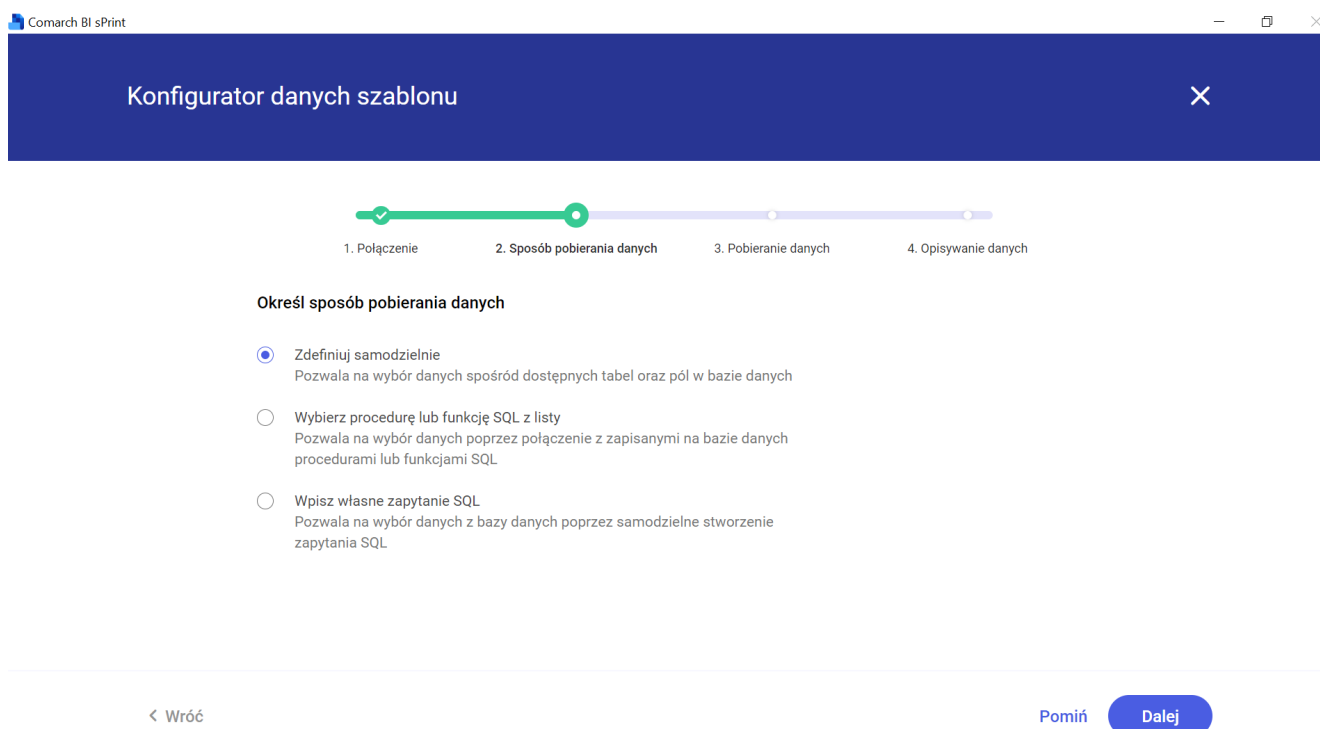 Comarch BI sPrint
Konfigurator danych szablonu
1. Połączenie
2. Sposób pobierania danych
3. Pobieranie danych
4. Opisywanie danych
Określ sposób pobierania danych
Zdefiniuj samodzielnie
Pozwala na wybór danych spośród dostępnych tabel oraz pól w bazie danych
Wybierz procedurę lub funkcję SQL z listy
Pozwala na wybór danych poprzez połączenie z zapisanymi na bazie danych
procedurami lub funkcjami SQL
Wpisz własne zapytanie SQL
Pozwala na wybór danych z bazy danych poprzez samodzielne stworzenie
zapytania SQL
Wróć
Pomiń
Dalej